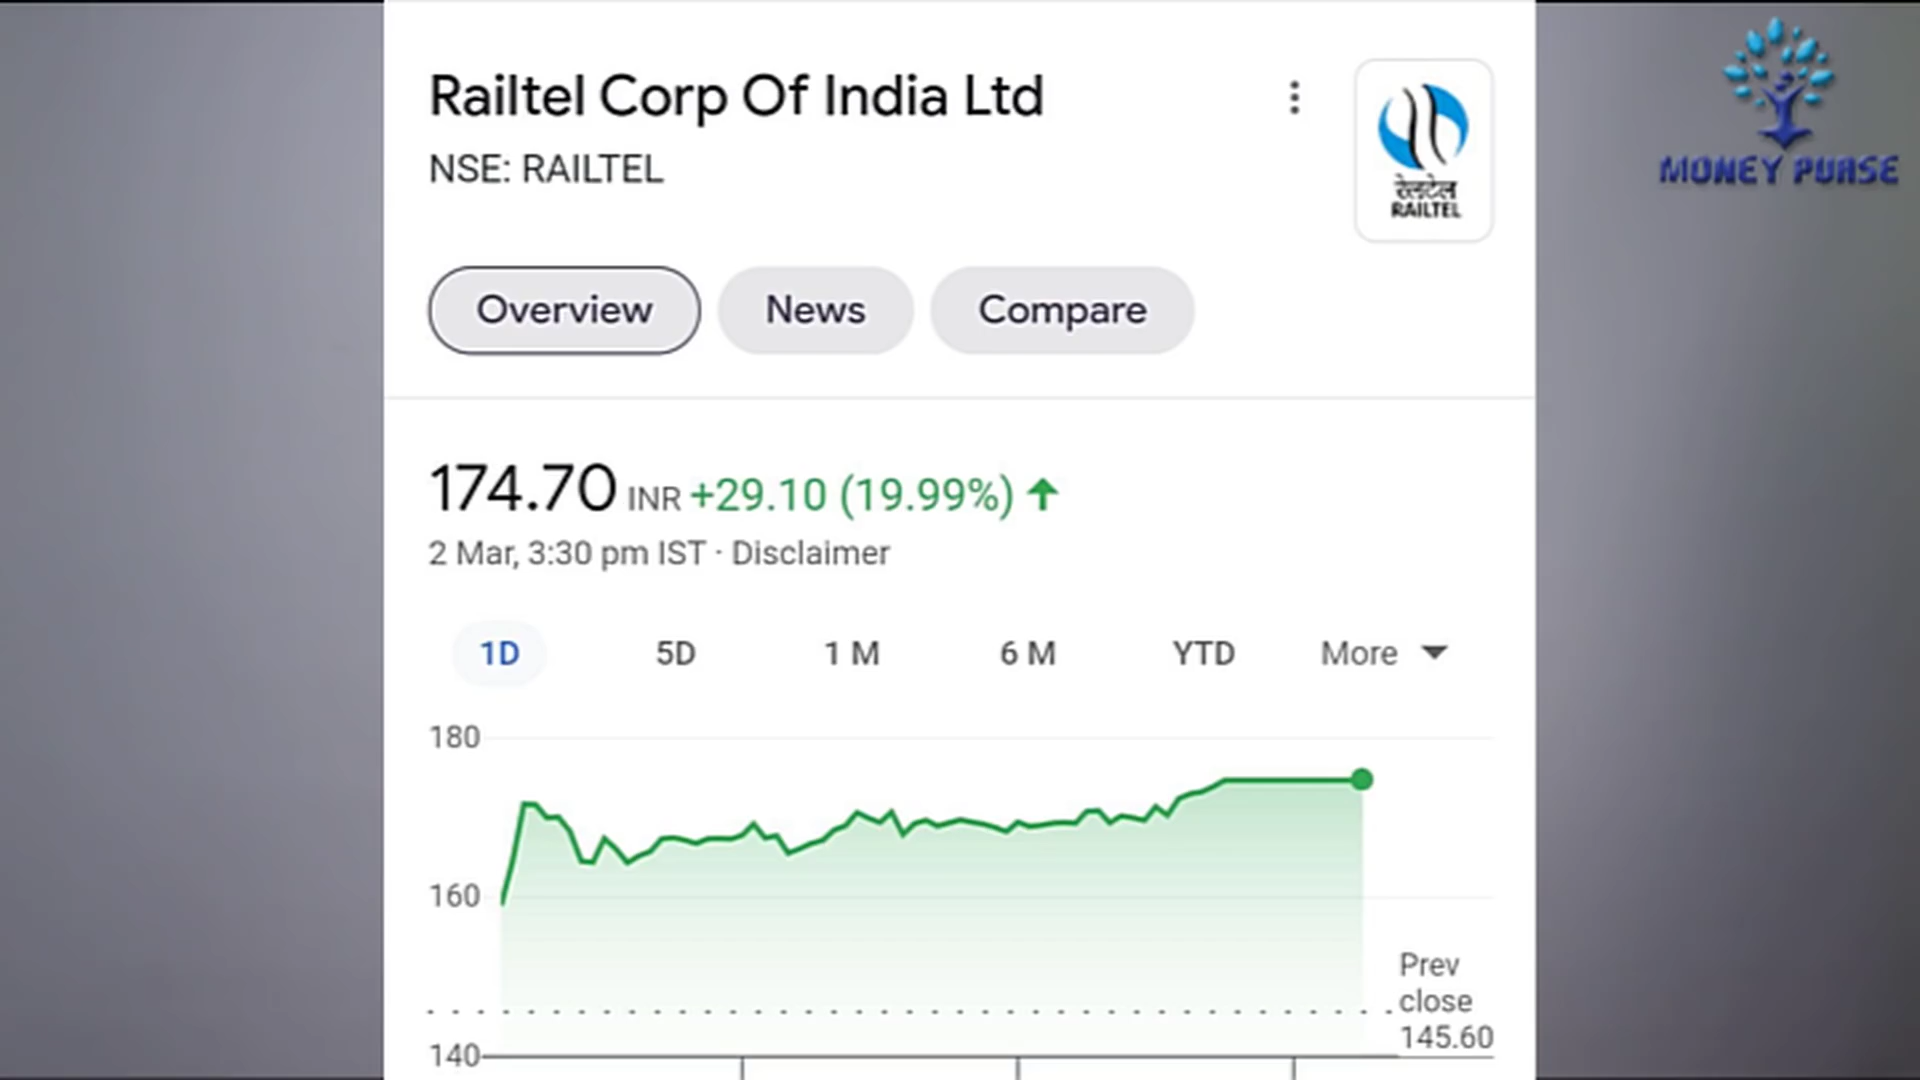 Railtel Corp Of India Ltd
NSE: RAILTEL
रेलटेल
RAILTEL
MONEY PURSE
Overview
News
Compare
174.70 INR +29.10 (19.99%)
2 Mar, 3:30 pm IST · Disclaimer
1D
5D
1 M
6 M
YTD
More
180
160
140
Prev
close
145.60